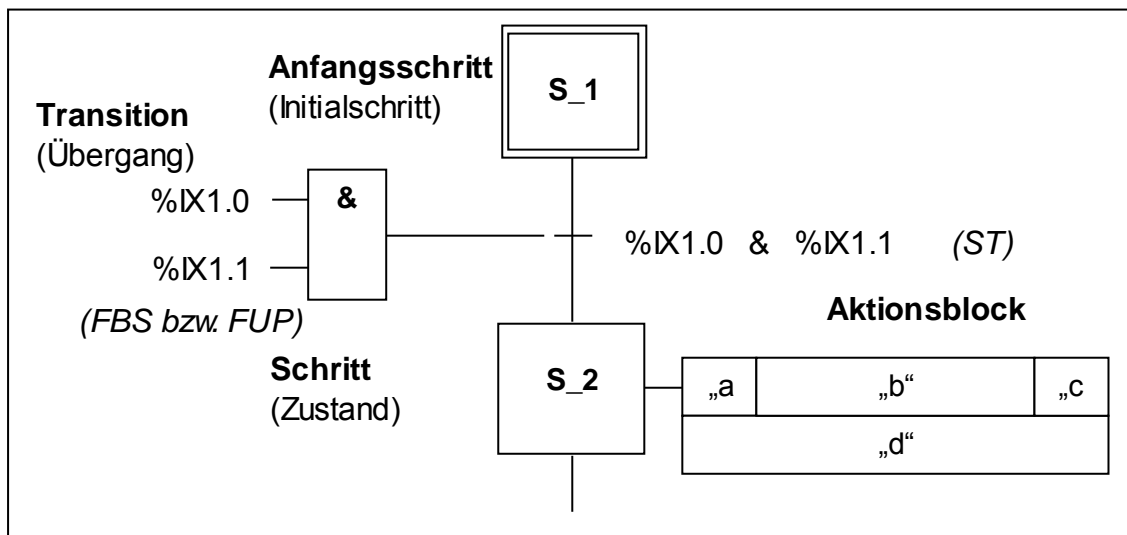 Anfangsschritt
(Initialschritt)
S_1
Transition
(Übergang)
%IX1.0
&
%IX1.1
(FBS bzw. FUP)
%IX1.0 & %IX1.1 (ST)
Aktionsblock
Schritt
(Zustand)
S_2
„a
„b“
„c
„d“